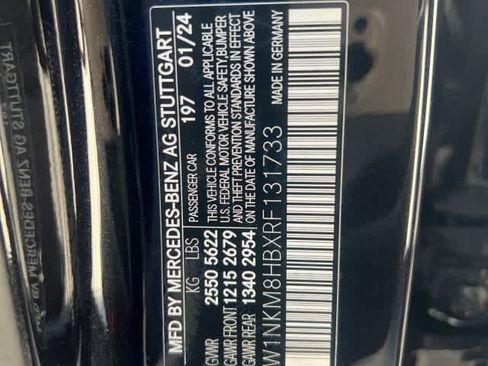 MFD BY MERCEDES-BENZ AG STUTTGART
PASSENGER CAR 197 01/24
KG LBS
GVWR 2550 5622
GAWR FRONT 1215 2679
GAWR REAR 1340 2954
THIS VEHICLE CONFORMS TO ALL APPLICABLE
U.S. FEDERAL MOTOR VEHICLE SAFETY, BUMPER
AND THEFT PREVENTION STANDARDS IN EFFECT
ON THE DATE OF MANUFACTURE SHOWN ABOVE
W1NKM8HBXRF131733
MADE IN GERMANY